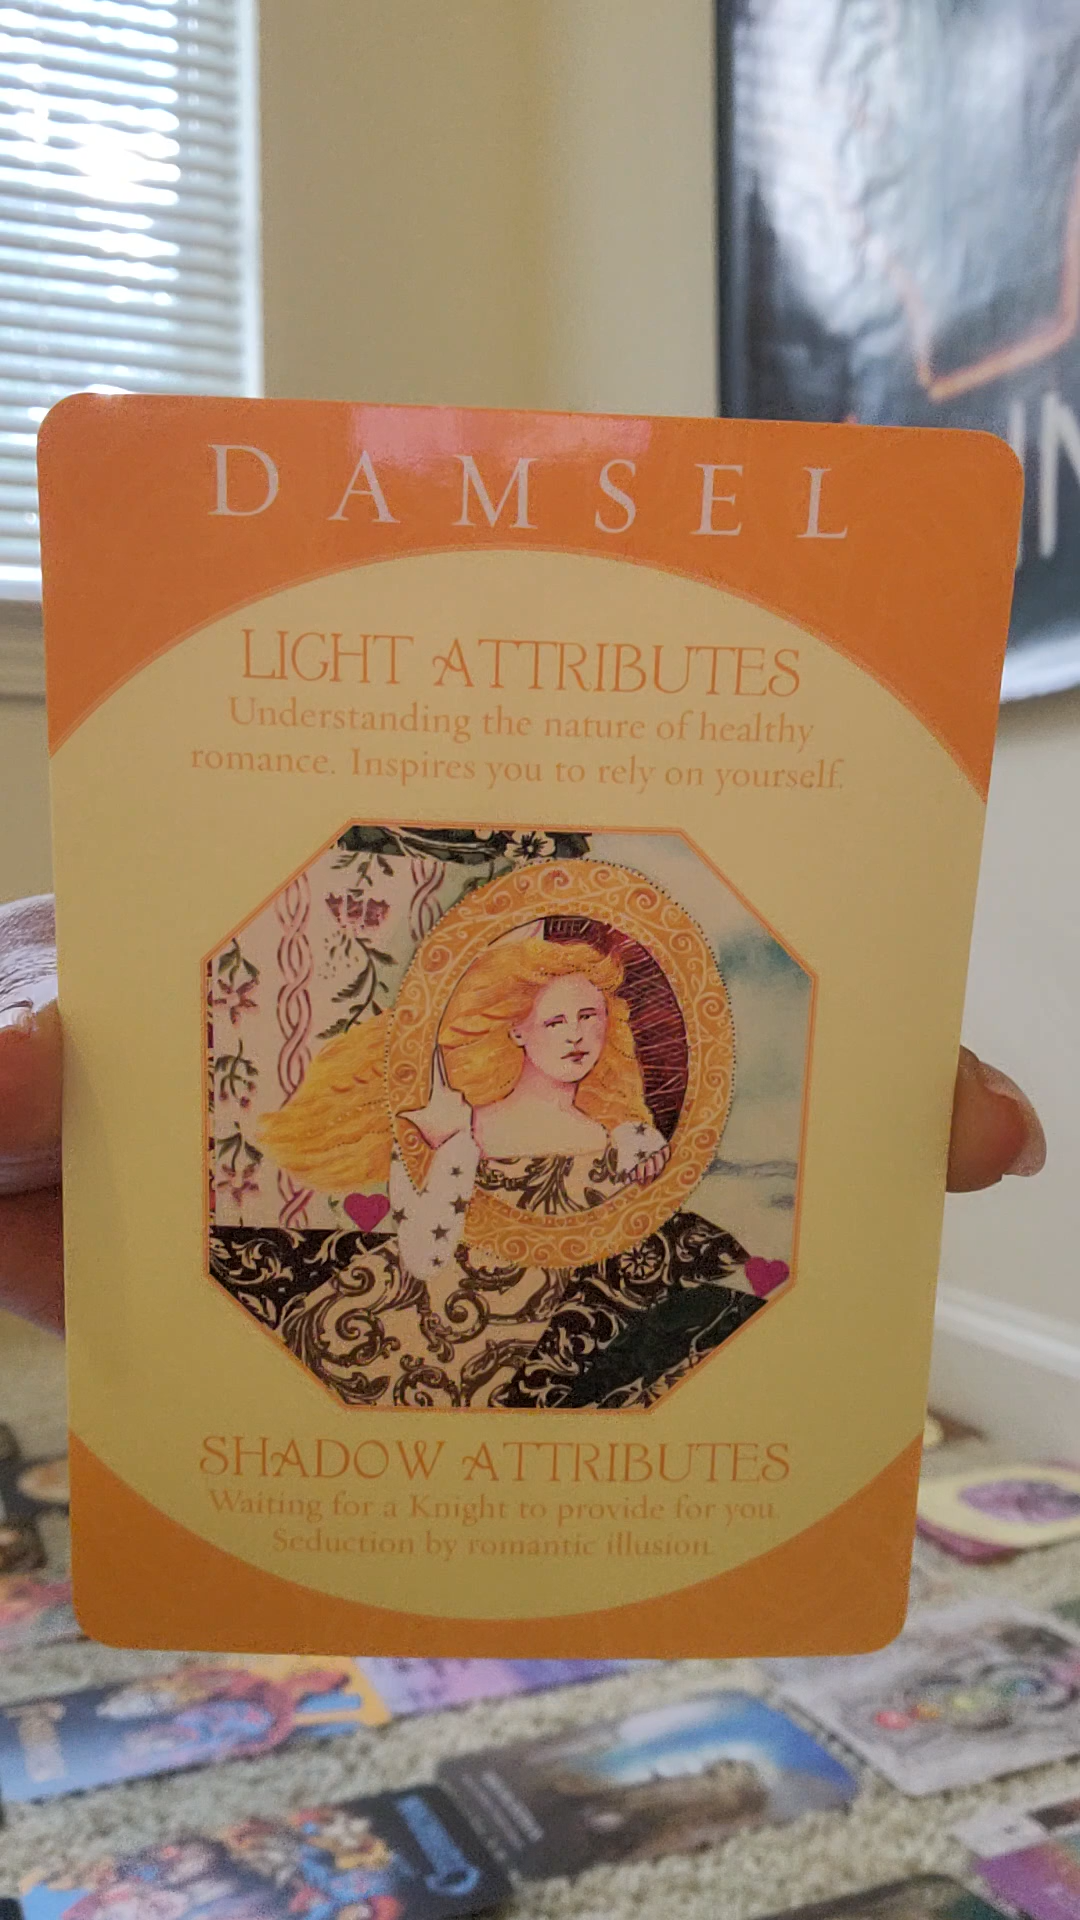 DAMSEL
LIGHT ATTRIBUTES
Understanding the nature of healthy
romance. Inspires you to rely on yourself.
SHADOW ATTRIBUTES
Waiting for a Knight to provide for you.
Seduction by romantic illusion.
IN